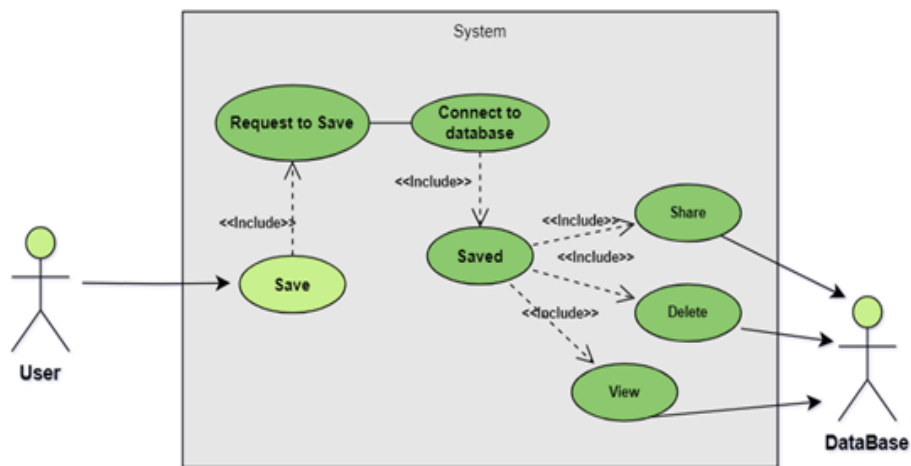 System
Request to Save
Connect to
database
<<Include>>
<<Include>>
Share
<<Include>>
Saved
<<Include>>
Save
Delete
<<Include>>
User
View
DataBase